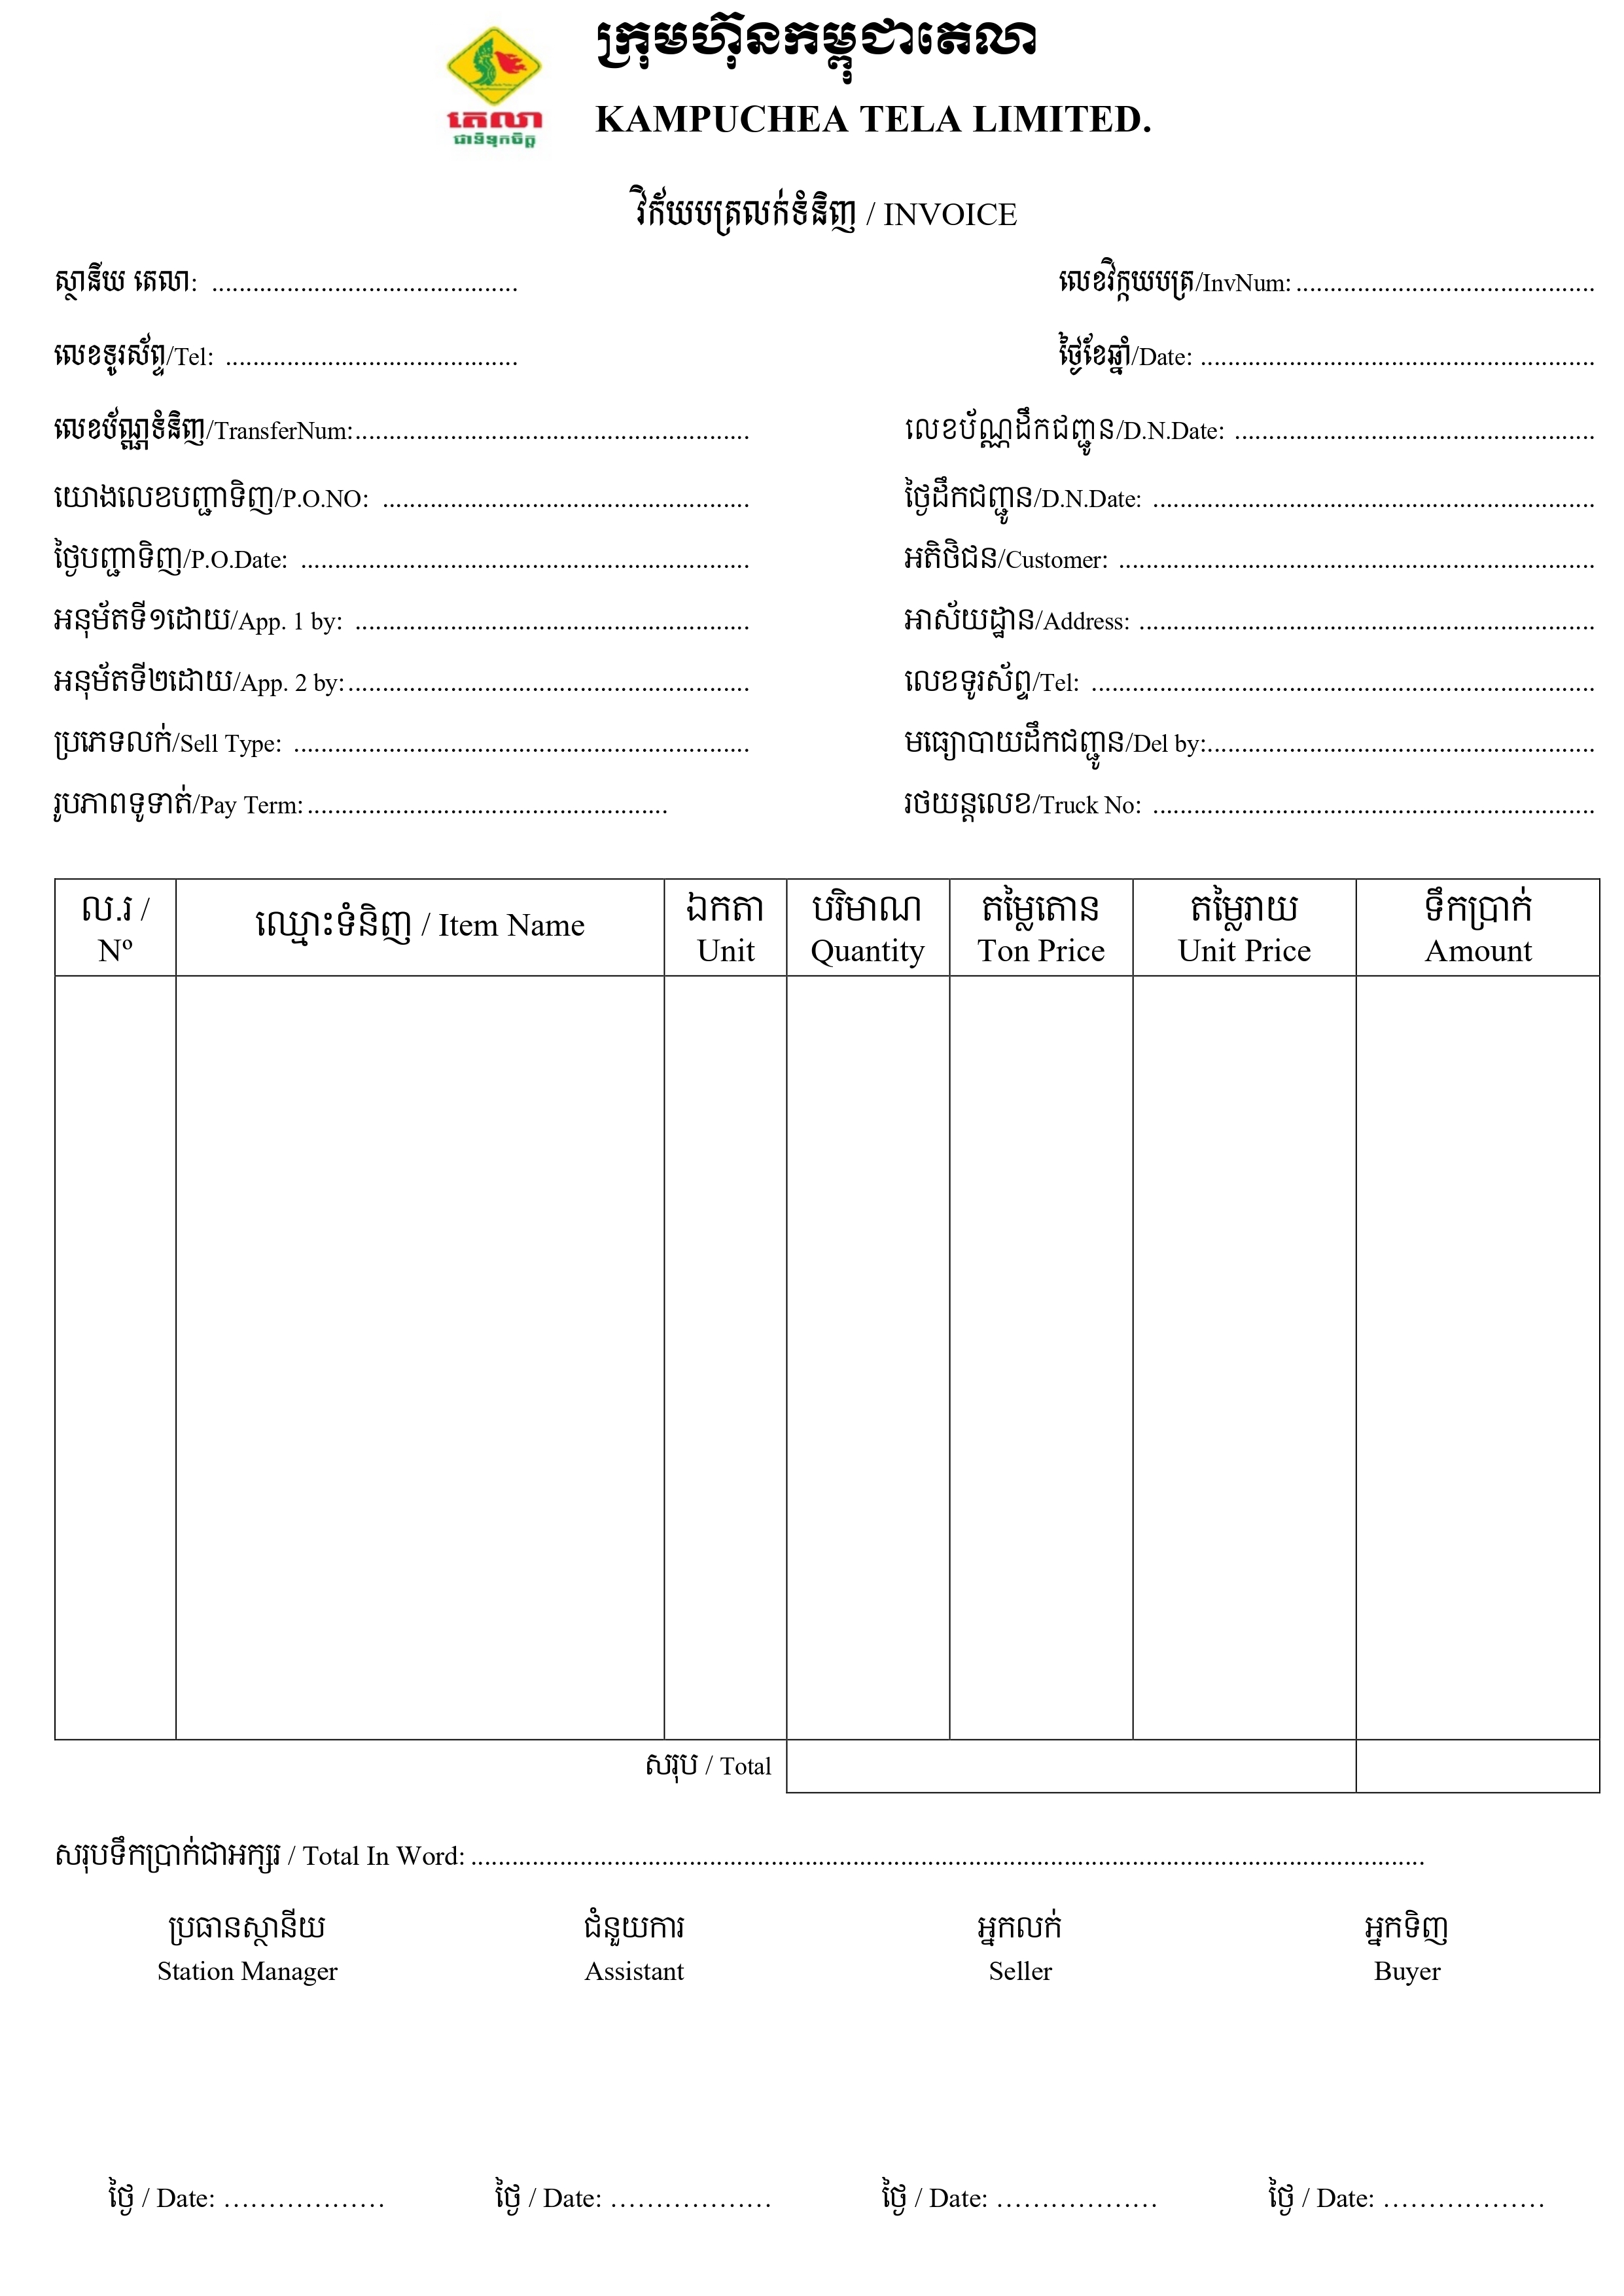 ក្រុមហ៊ុនកម្ពុជាតេលា
KAMPUCHEA TELA LIMITED.
តេលា
ជាទីទុកចិត្ត
វិក័យបត្រលក់ទំនិញ / INVOICE
ស្ថានីយ តេលា: ............................................. លេខវិក្កយបត្រ/InvNum: ............................................
លេខទូរស័ព្ទ/Tel: ........................................... ថ្ងៃខែឆ្នាំ/Date: ..........................................................
លេខប័ណ្ណទំនិញ/TransferNum:.......................................................... លេខប័ណ្ណដឹកជញ្ជូន/D.N.Date: .....................................................
យោងលេខបញ្ជាទិញ/P.O.NO: ...................................................... ថ្ងៃដឹកជញ្ជូន/D.N.Date: .................................................................
ថ្ងៃបញ្ជាទិញ/P.O.Date: .................................................................. អតិថិជន/Customer: ......................................................................
អនុម័តទី១ដោយ/App. 1 by: .......................................................... អាស័យដ្ឋាន/Address: ...................................................................
អនុម័តទី២ដោយ/App. 2 by: ........................................................... លេខទូរស័ព្ទ/Tel: ..........................................................................
ប្រភេទលក់/Sell Type: ................................................................... មធ្យោបាយដឹកជញ្ជូន/Del by:.........................................................
រូបភាពទូទាត់/Pay Term: ..................................................... រថយន្តលេខ/Truck No: .................................................................
ល.រ / ឈ្មោះទំនិញ / Item Name ឯកតា បរិមាណ តម្លៃតោន តម្លៃរាយ ទឹកប្រាក់
Nº Unit Quantity Ton Price Unit Price Amount
សរុប / Total
សរុបទឹកប្រាក់ជាអក្សរ / Total In Word: ............................................................................................................................................
ប្រធានស្ថានីយ ជំនួយការ អ្នកលក់ អ្នកទិញ
Station Manager Assistant Seller Buyer
ថ្ងៃ / Date: .................. ថ្ងៃ / Date: .................. ថ្ងៃ / Date: .................. ថ្ងៃ / Date: ..................